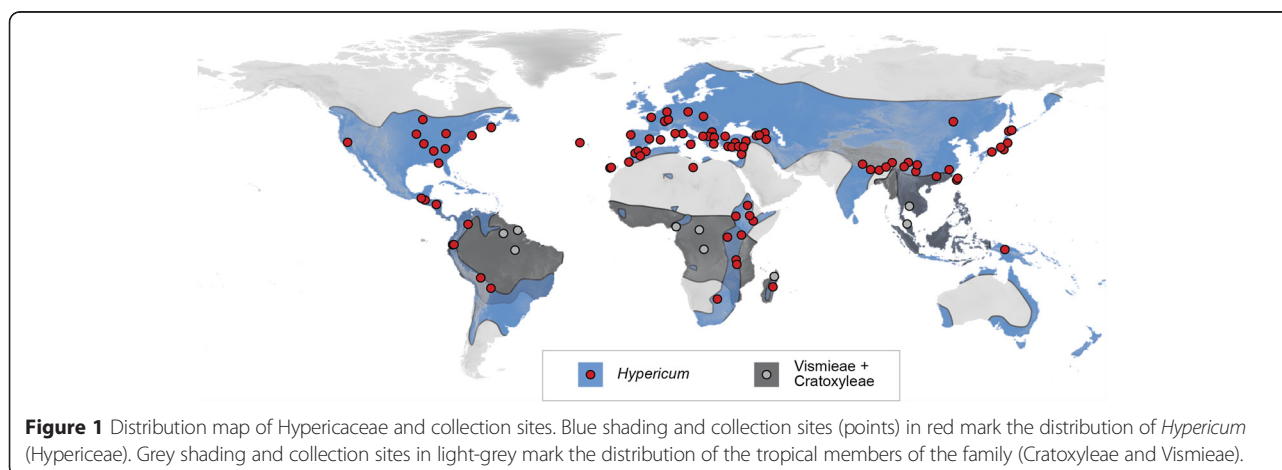 Hypericum
Vismieae +
Cratoxyleae
Figure 1 Distribution map of Hypericaceae and collection sites. Blue shading and collection sites (points) in red mark the distribution of Hypericum
(Hypericeae). Grey shading and collection sites in light-grey mark the distribution of the tropical members of the family (Cratoxyleae and Vismieae).